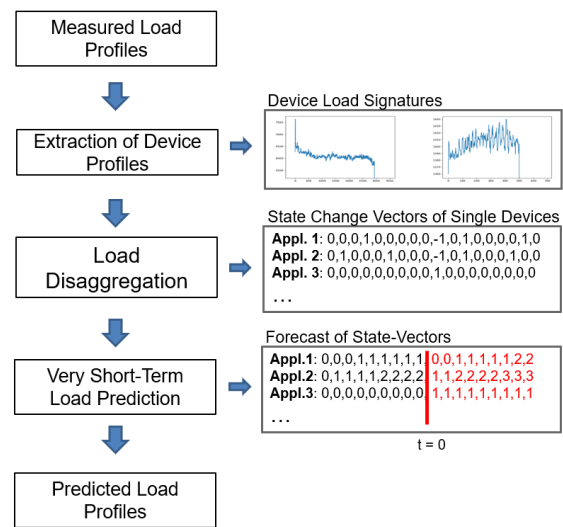 Measured Load
Profiles
Extraction of Device
Profiles
Device Load Signatures
Load
Disaggregation
State Change Vectors of Single Devices
Appl. 1: 0,0,0,1,0,0,0,0,0,-1,0,1,0,0,0,0,1,0
Appl. 2: 0,1,0,0,0,1,0,0,0,-1,0,1,0,0,0,1,0,0
Appl. 3: 0,0,0,0,0,0,0,0,0,1,0,0,0,0,0,0,0,0
...
Very Short-Term
Load Prediction
Forecast of State-Vectors
Appl.1: 0,0,0,1,1,1,1,1,1, 0,0,1,1,1,1,1,2,2
Appl.2: 0,1,1,1,1,2,2,2,2, 1,1,2,2,2,2,3,3,3
Appl.3: 0,0,0,0,0,0,0,0,0, 1,1,1,1,1,1,1,1,1
...
t = 0
Predicted Load
Profiles